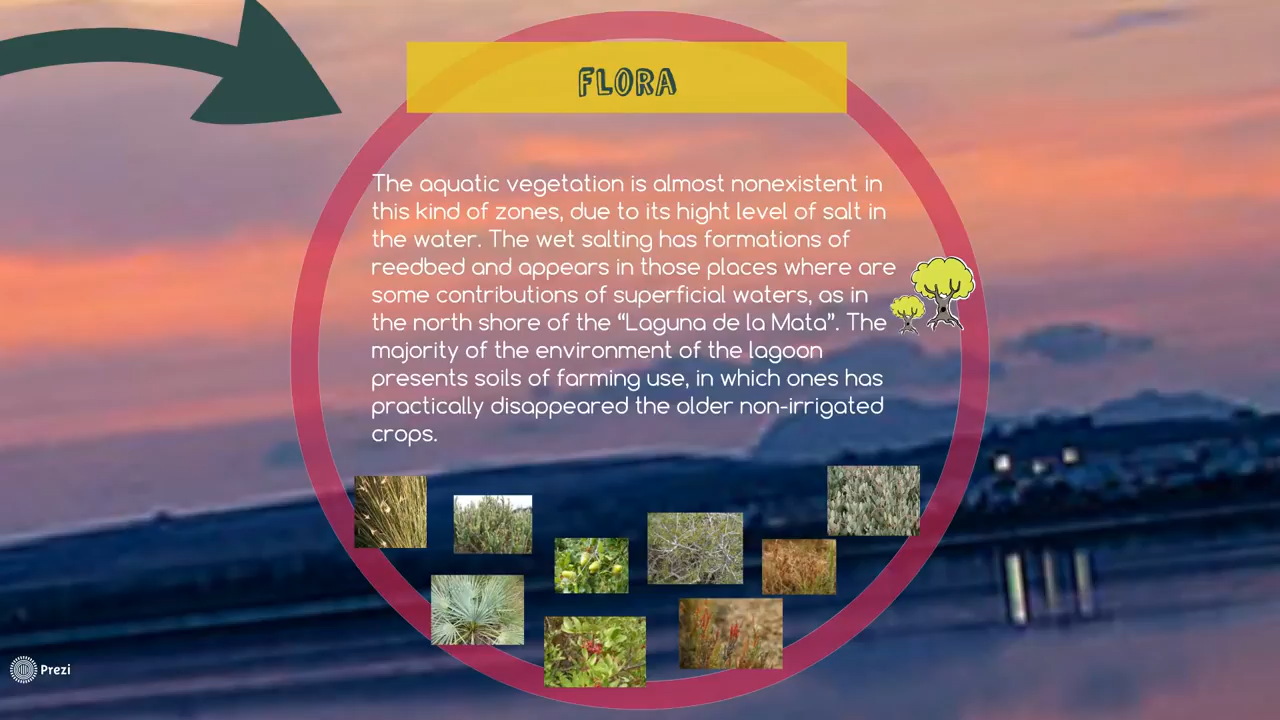 FLORA
The aquatic vegetation is almost nonexistent in
this kind of zones, due to its hight level of salt in
the water. The wet salting has formations of
reedbed and appears in those places where are
some contributions of superficial waters, as in
the north shore of the “Laguna de la Mata”. The
majority of the environment of the lagoon
presents soils of farming use, in which ones has
practically disappeared the older non-irrigated
crops.
Prezi